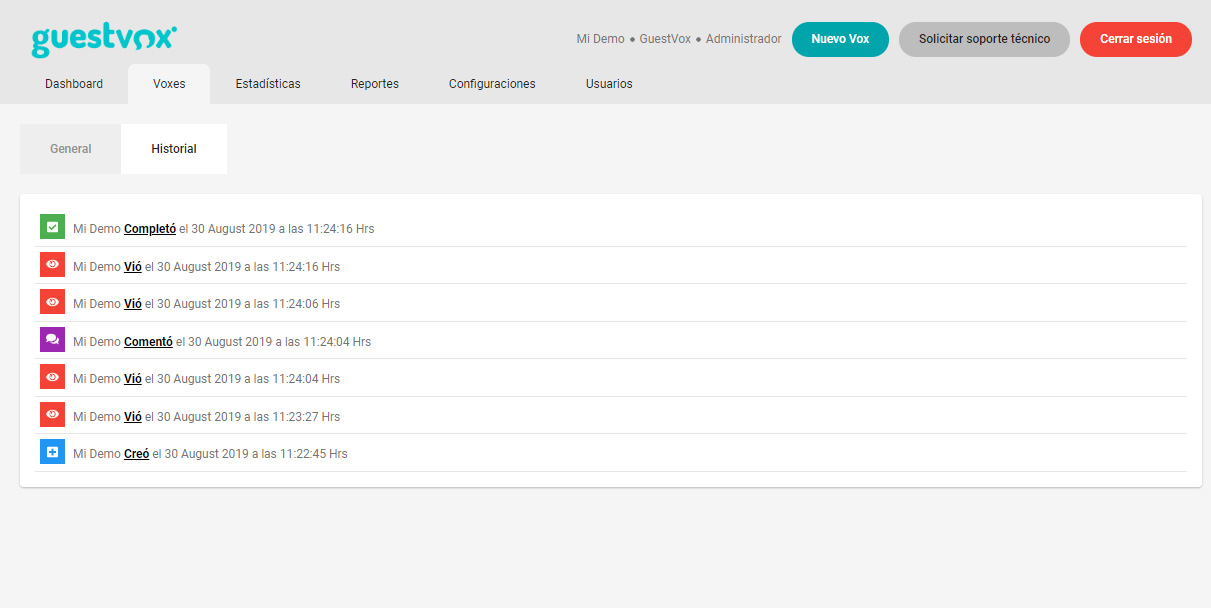 guestvox
Mi Demo • GuestVox • Administrador
Nuevo Vox
Solicitar soporte técnico
Cerrar sesión
Dashboard
Voxes
Estadísticas
Reportes
Configuraciones
Usuarios
General
Historial
Mi Demo Completó el 30 August 2019 a las 11:24:16 Hrs
Mi Demo Vió el 30 August 2019 a las 11:24:16 Hrs
Mi Demo Vió el 30 August 2019 a las 11:24:06 Hrs
Mi Demo Comentó el 30 August 2019 a las 11:24:04 Hrs
Mi Demo Vió el 30 August 2019 a las 11:24:04 Hrs
Mi Demo Vió el 30 August 2019 a las 11:23:27 Hrs
Mi Demo Creó el 30 August 2019 a las 11:22:45 Hrs